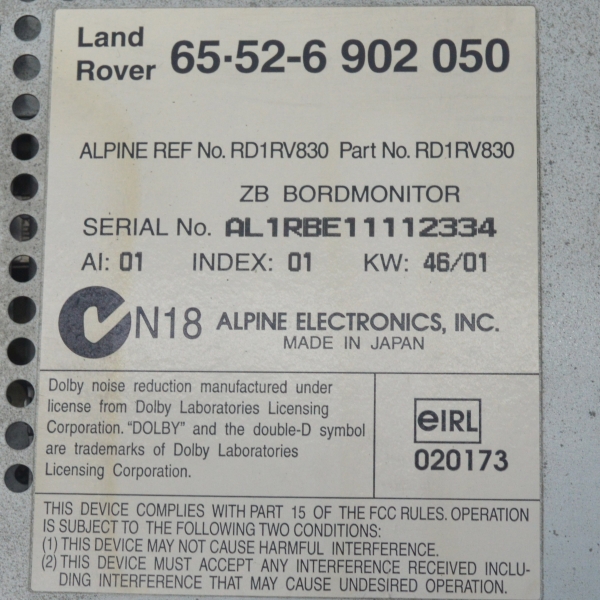 Land
Rover 65·52-6 902 050
ALPINE REF No. RD1RV830 Part No. RD1RV830
ZB BORDMONITOR
SERIAL No. AL1RBE11112334
AI: 01 INDEX: 01 KW: 46/01
N18 ALPINE ELECTRONICS, INC.
MADE IN JAPAN
Dolby noise reduction manufactured under
license from Dolby Laboratories Licensing
Corporation. “DOLBY” and the double-D symbol
are trademarks of Dolby Laboratories
Licensing Corporation.
eIRL
020173
THIS DEVICE COMPLIES WITH PART 15 OF THE FCC RULES. OPERATION
IS SUBJECT TO THE FOLLOWING TWO CONDITIONS:
(1) THIS DEVICE MAY NOT CAUSE HARMFUL INTERFERENCE.
(2) THIS DEVICE MUST ACCEPT ANY INTERFERENCE RECEIVED INCLU-
DING INTERFERENCE THAT MAY CAUSE UNDESIRED OPERATION.